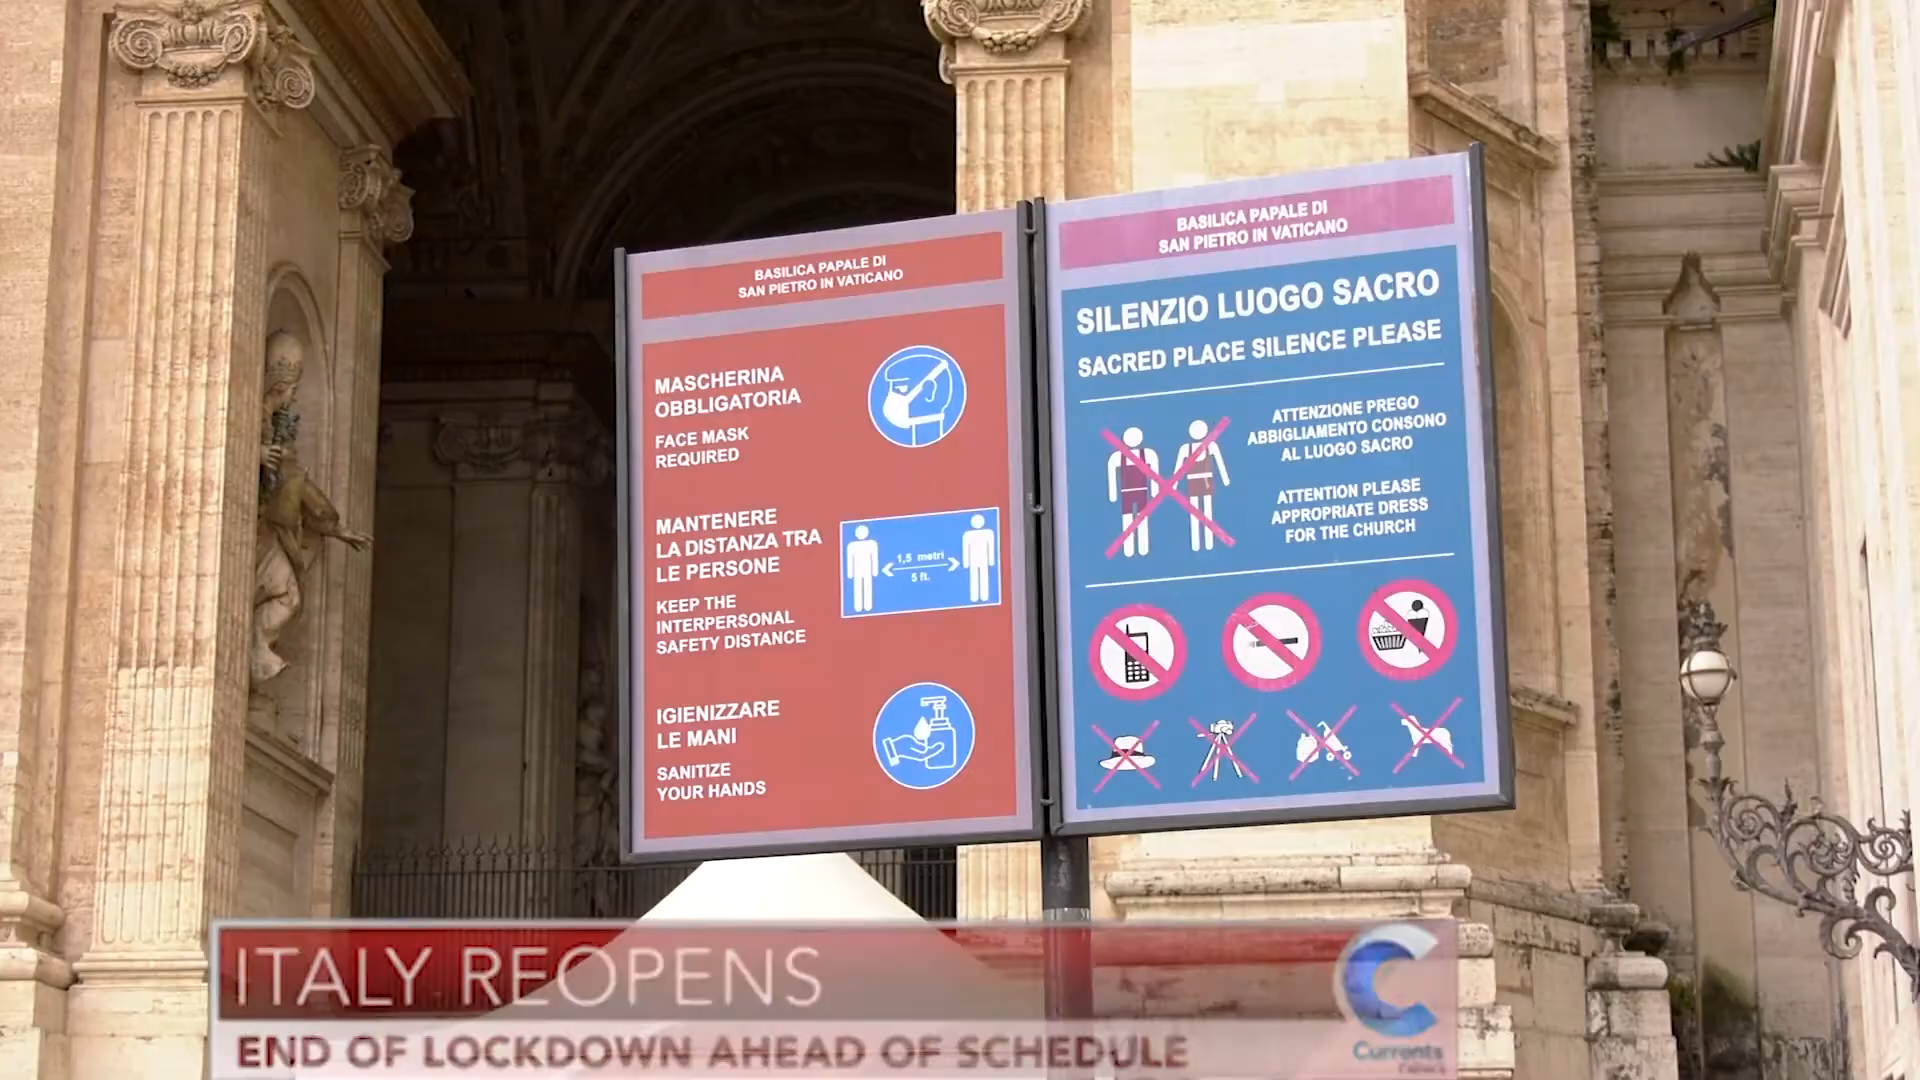 BASILICA PAPALE DI
SAN PIETRO IN VATICANO
MASCHERINA
OBBLIGATORIA
FACE MASK
REQUIRED
MANTENERE
LA DISTANZA TRA
LE PERSONE
KEEP THE
INTERPERSONAL
SAFETY DISTANCE
1,5 metri
5 ft.
IGIENIZZARE
LE MANI
SANITIZE
YOUR HANDS
BASILICA PAPALE DI
SAN PIETRO IN VATICANO
SILENZIO LUOGO SACRO
SACRED PLACE SILENCE PLEASE
ATTENZIONE PREGO
ABBIGLIAMENTO CONSONO
AL LUOGO SACRO
ATTENTION PLEASE
APPROPRIATE DRESS
FOR THE CHURCH
ITALY REOPENS
END OF LOCKDOWN AHEAD OF SCHEDULE
Currents
news